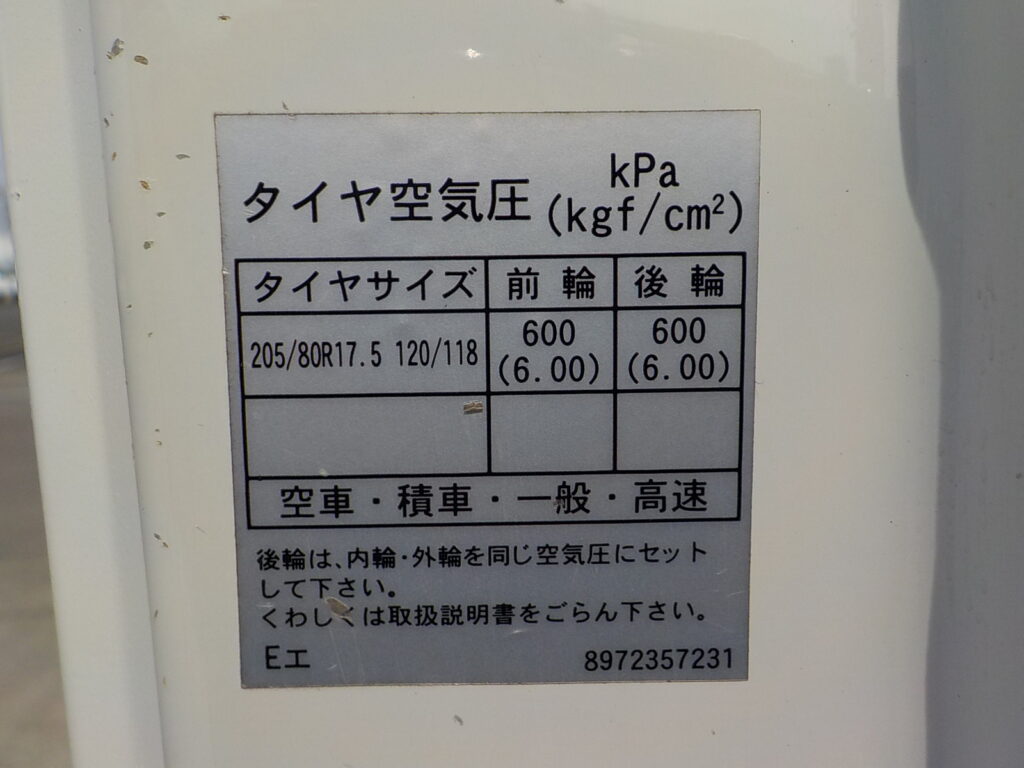 タイヤ空気圧 kPa
(kgf/cm²)
タイヤサイズ 前輪 後輪
205/80R17.5 120/118 600 (6.00) 600 (6.00)
空車・積車・一般・高速
後輪は、内輪・外輪を同じ空気圧にセット
して下さい。
くわしくは取扱説明書をごらん下さい。
Eエ 8972357231